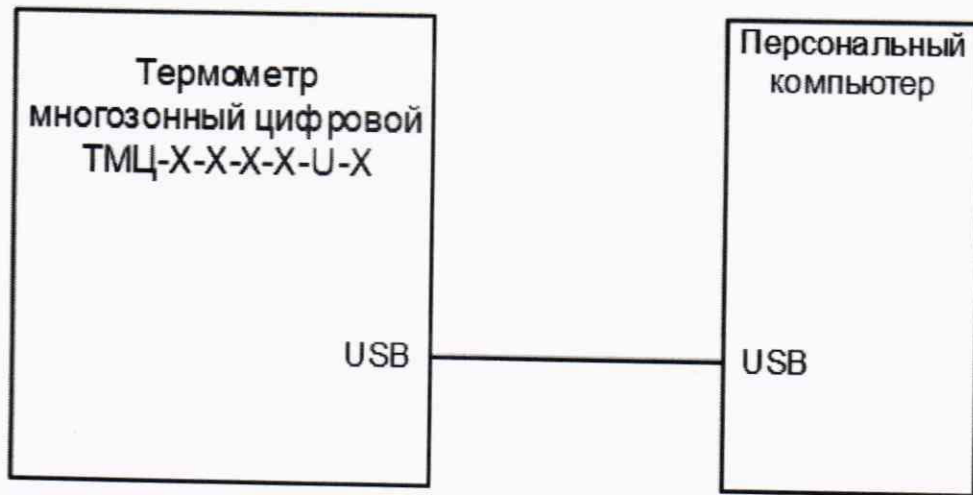 Термометр
многозонный цифровой
ТМЦ-Х-Х-Х-Х-U-Х
USB
Персональный
компьютер
USB